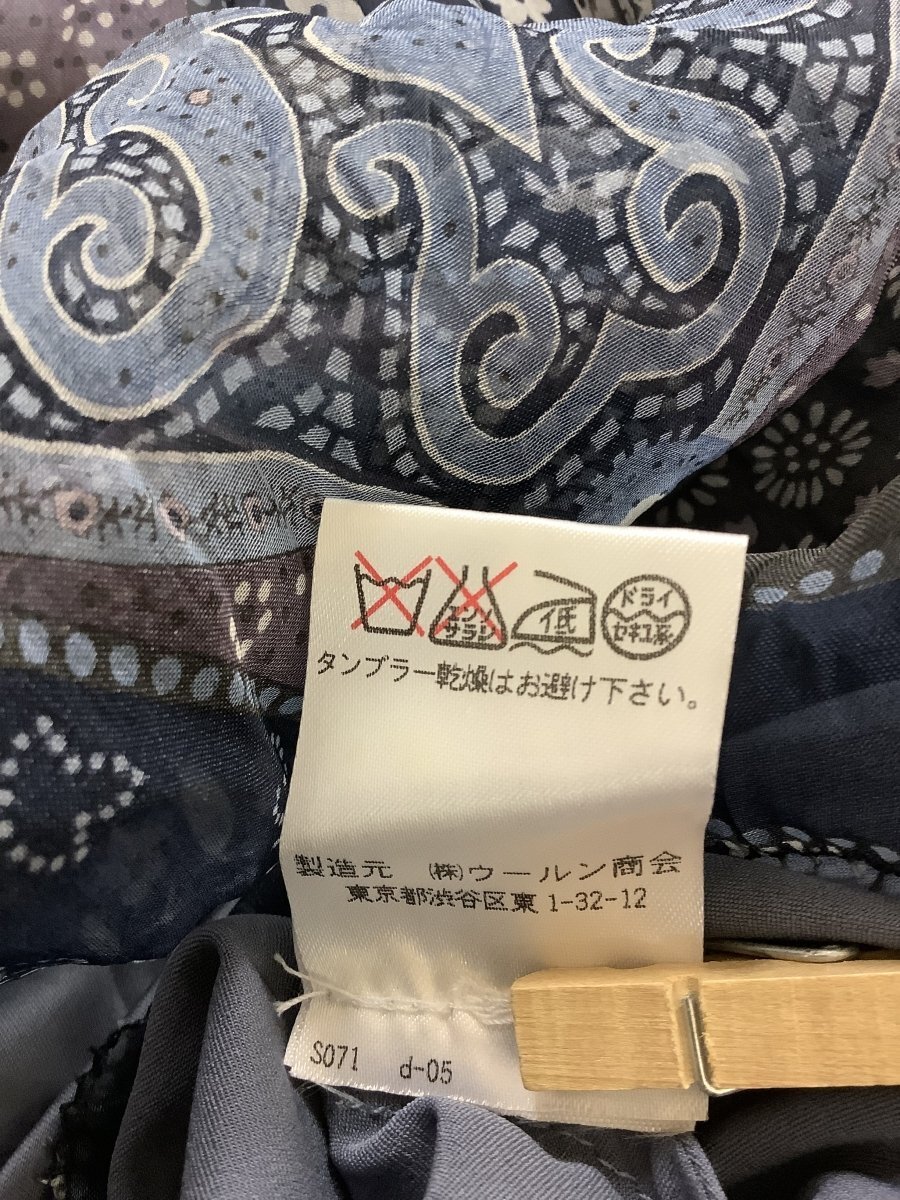 エンソ
サラシ
低
ドライ
セキユ系
タンブラー乾燥はお避け下さい。
製造元 (株)ウールン商会
東京都渋谷区東1-32-12
S071 d-05